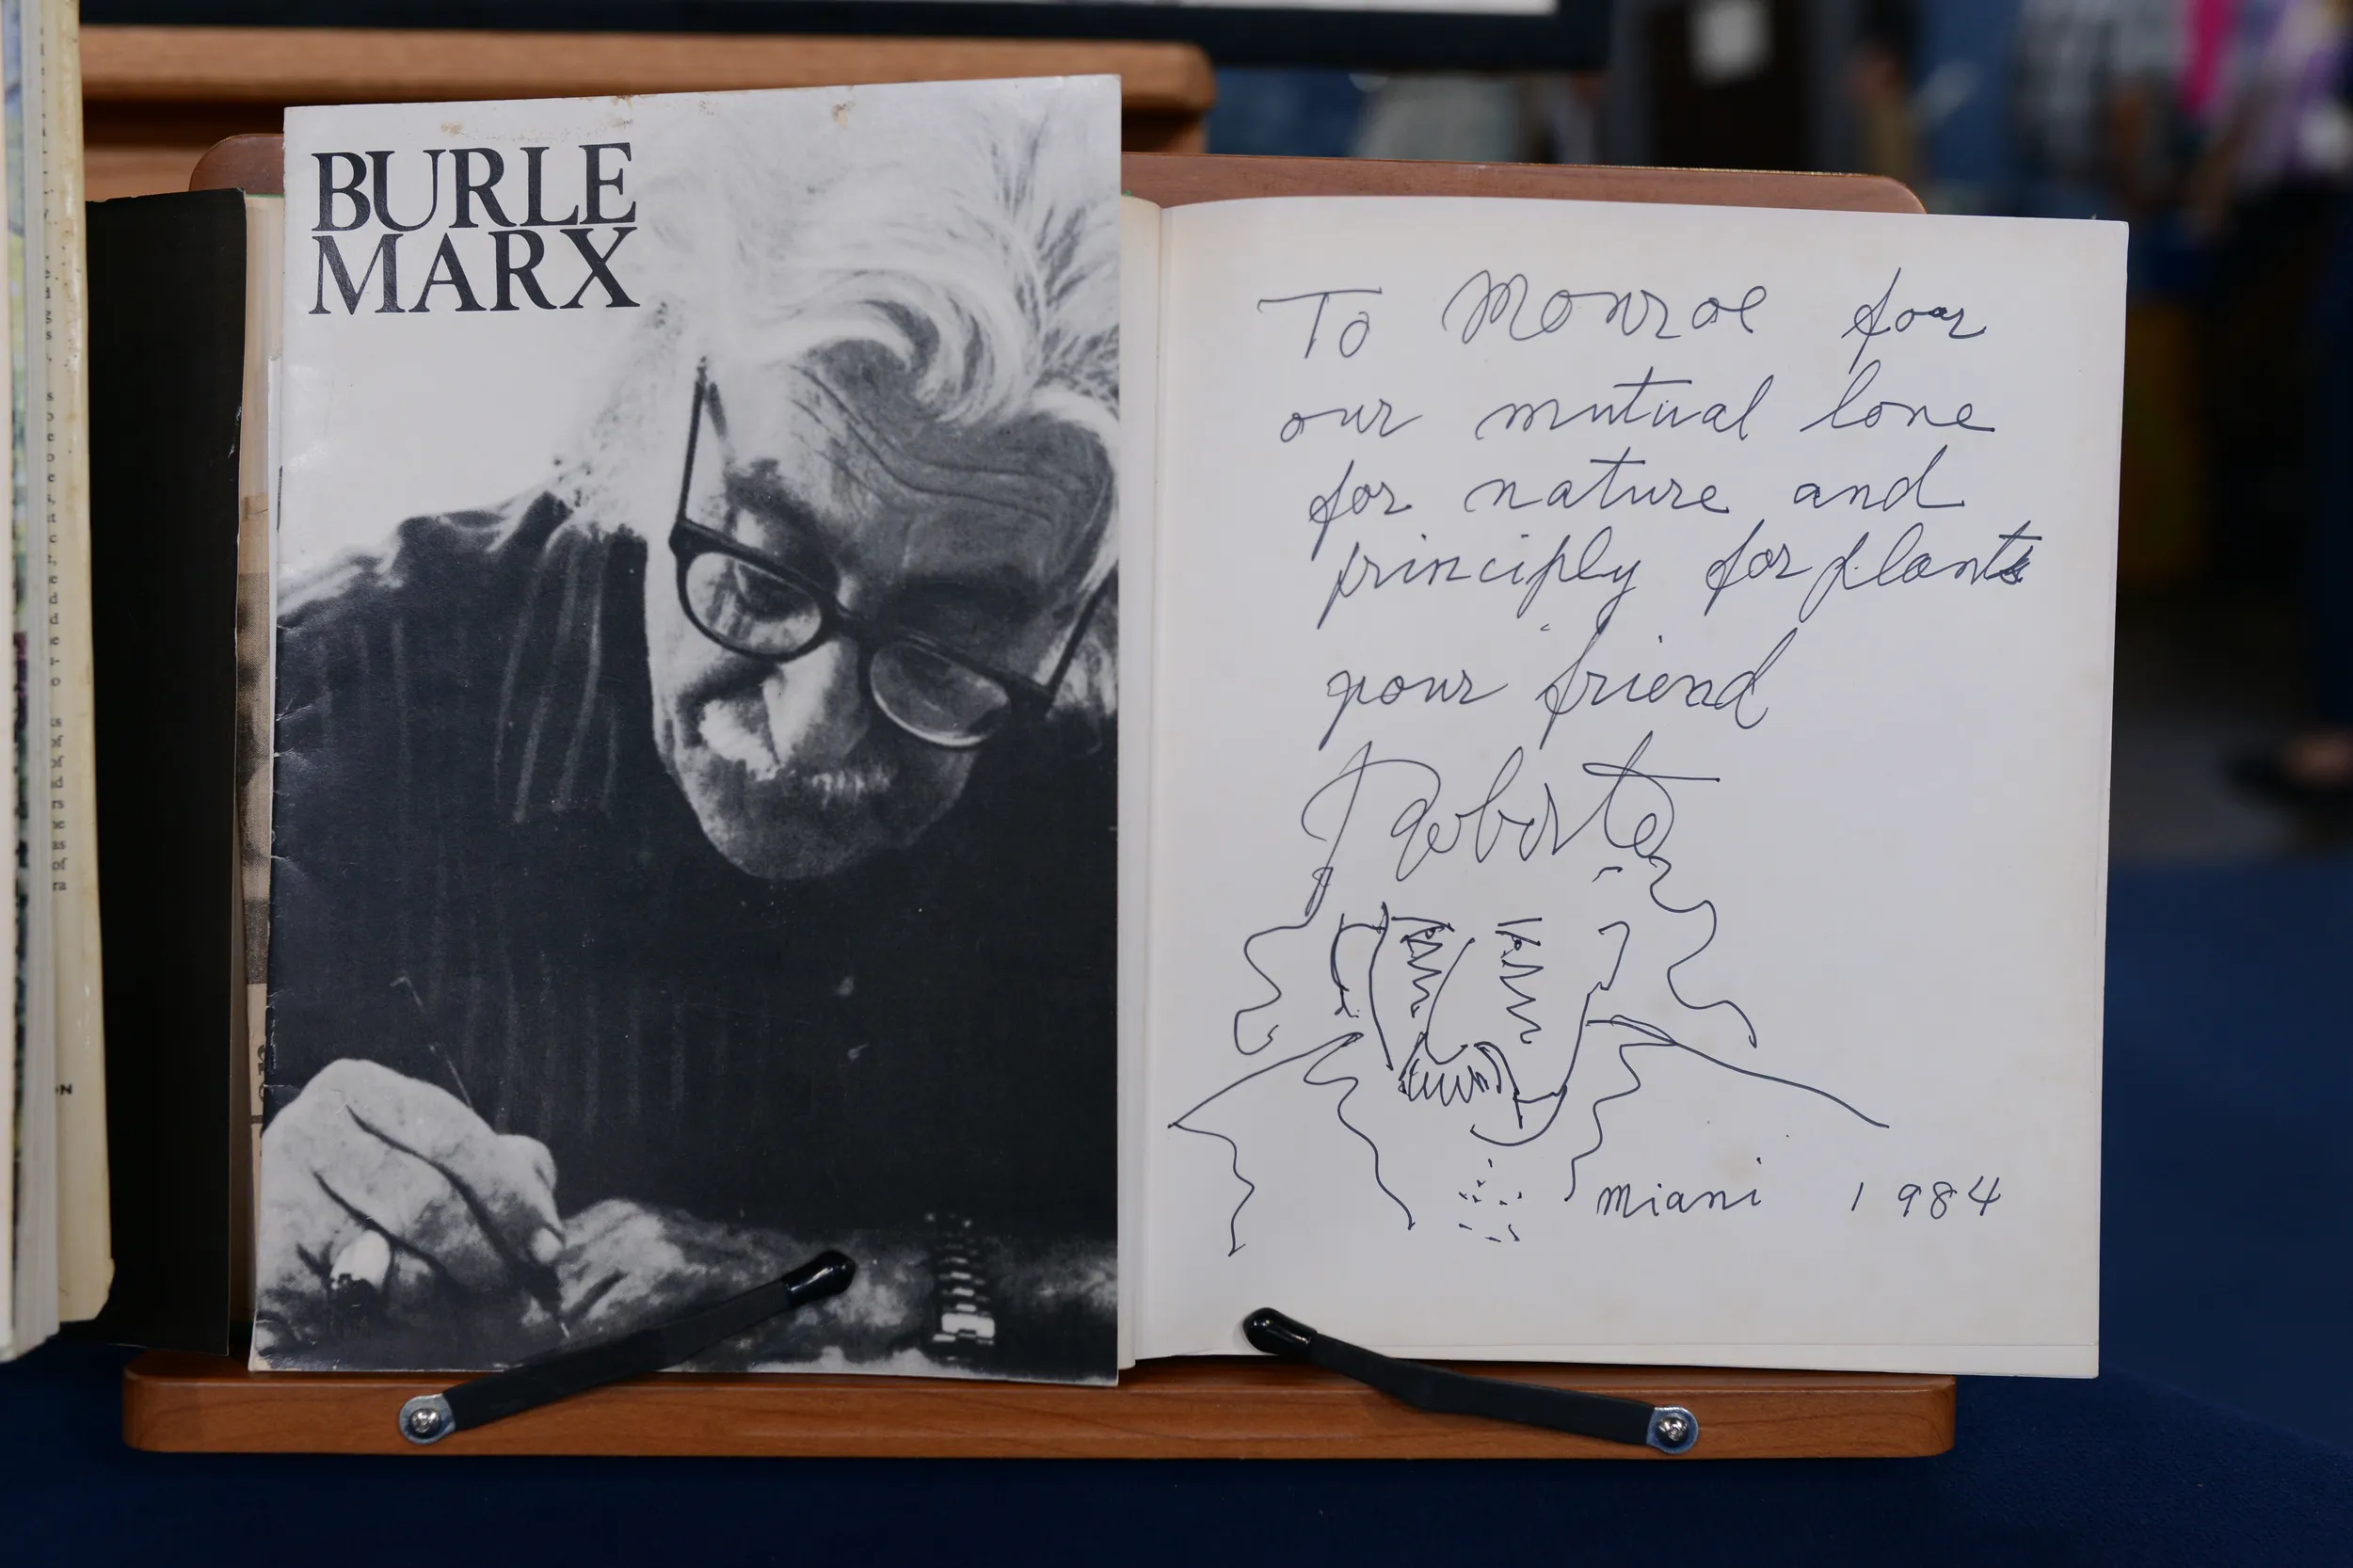 BURLE
MARX
To Monroe for
our mutual love
for nature and
principly for plants
your friend
Roberto
Miami 1984